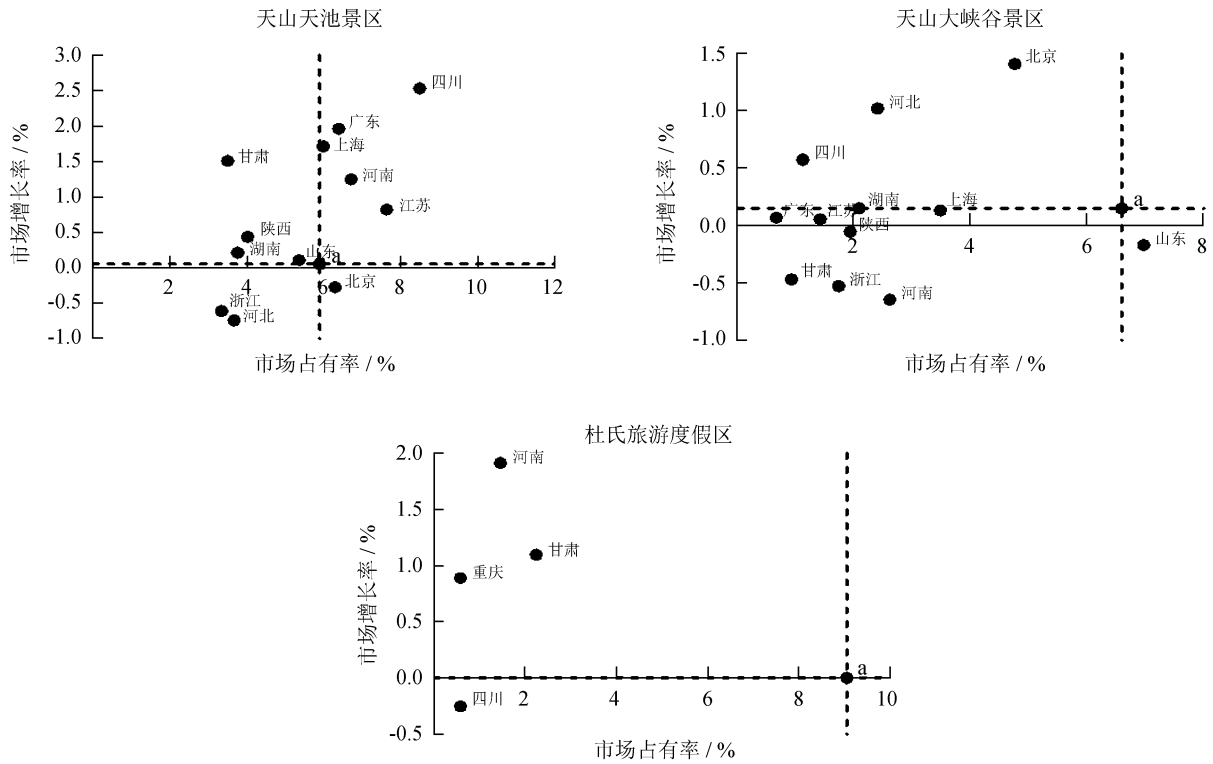 天山天池景区
3.0
2.5
2.0
1.5
1.0
0.5
0.0
-0.5
-1.0
市场增长率 / %
四川
广东
上海
甘肃
河南
江苏
陕西
湖南
山东
a
北京
浙江
河北
2
4
6
8
10
12
市场占有率 / %
天山大峡谷景区
1.5
1.0
0.5
0.0
-0.5
-1.0
市场增长率 / %
北京
河北
四川
广东
江苏
湖南
陕西
上海
a
山东
甘肃
浙江
河南
2
4
6
8
市场占有率 / %
杜氏旅游度假区
2.0
1.5
1.0
0.5
0.0
-0.5
市场增长率 / %
河南
甘肃
重庆
a
四川
2
4
6
8
10
市场占有率 / %